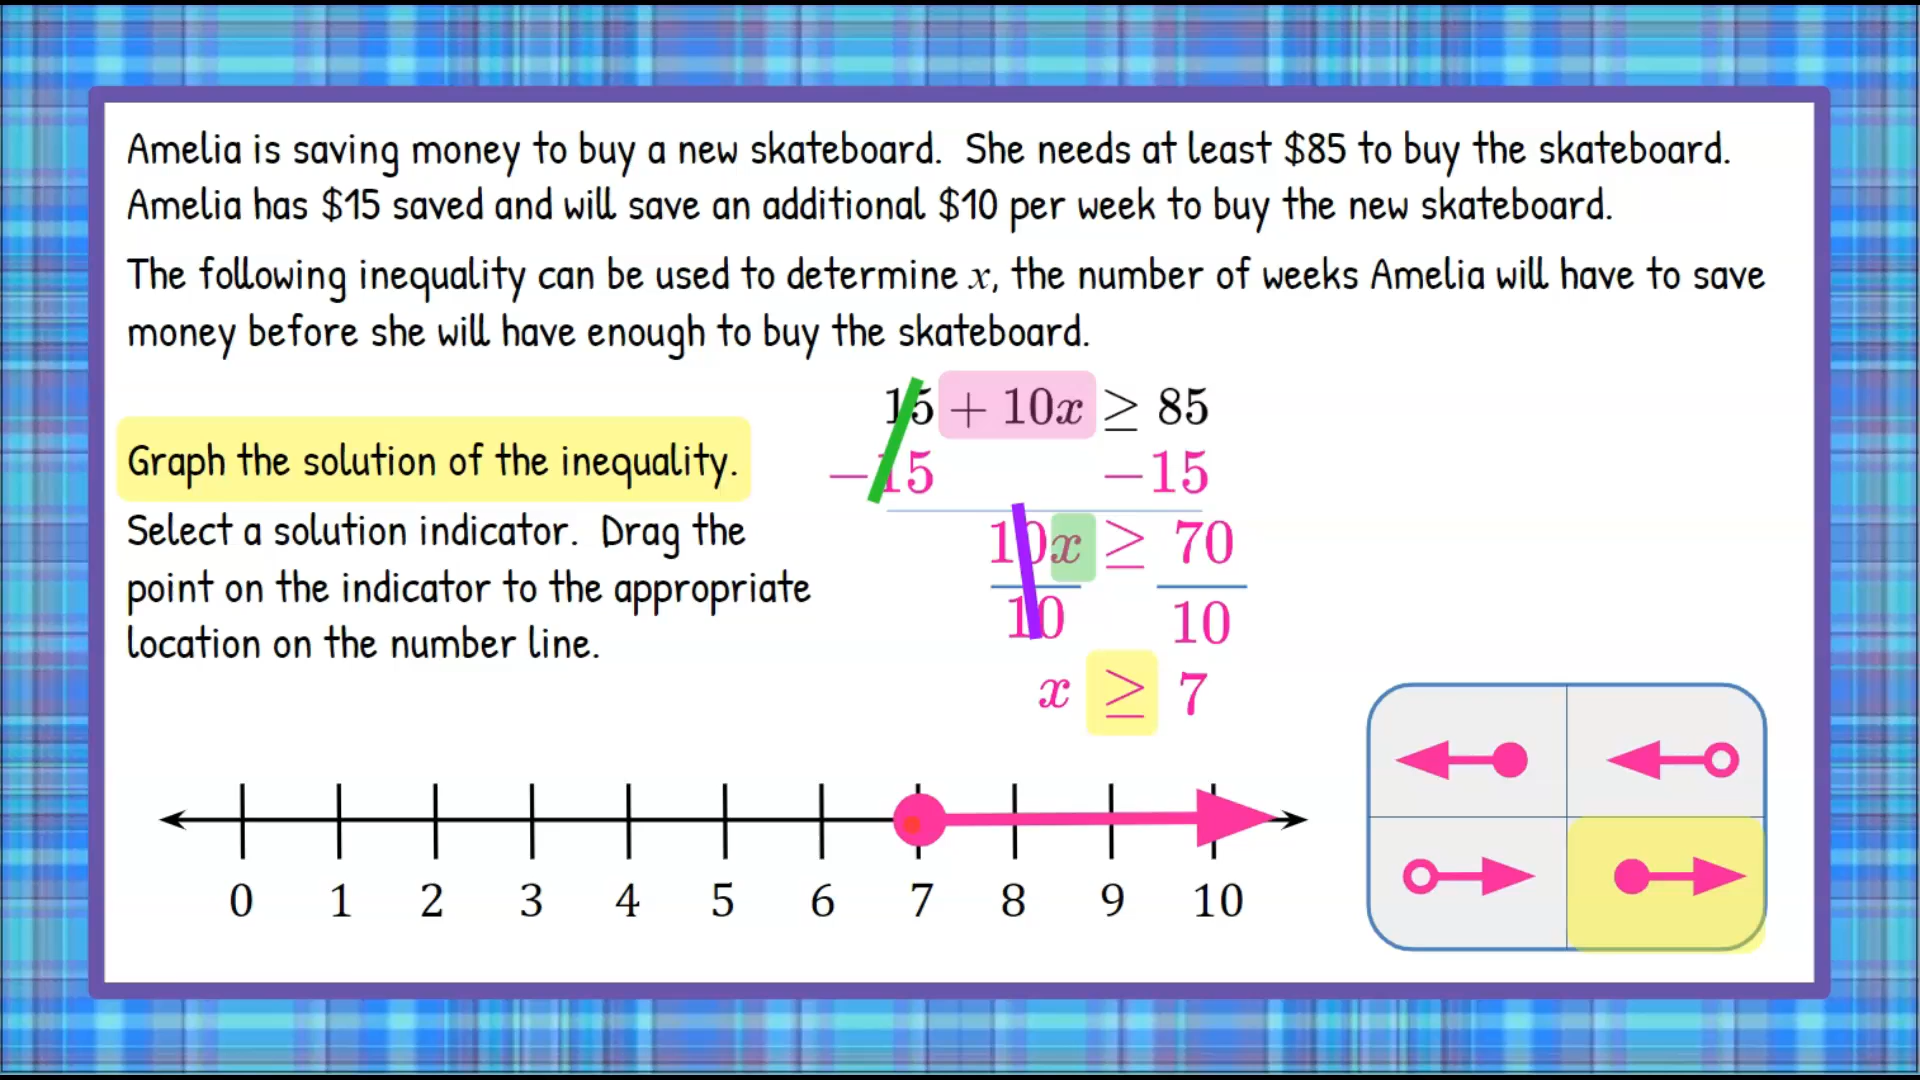 Amelia is saving money to buy a new skateboard. She needs at least $85 to buy the skateboard.
Amelia has $15 saved and will save an additional $10 per week to buy the new skateboard.
The following inequality can be used to determine x, the number of weeks Amelia will have to save
money before she will have enough to buy the skateboard.
15 + 10x ≥ 85
Graph the solution of the inequality.
−15 −15
Select a solution indicator. Drag the
point on the indicator to the appropriate
location on the number line.
10x ≥ 70
10 10
x ≥ 7
0 1 2 3 4 5 6 7 8 9 10